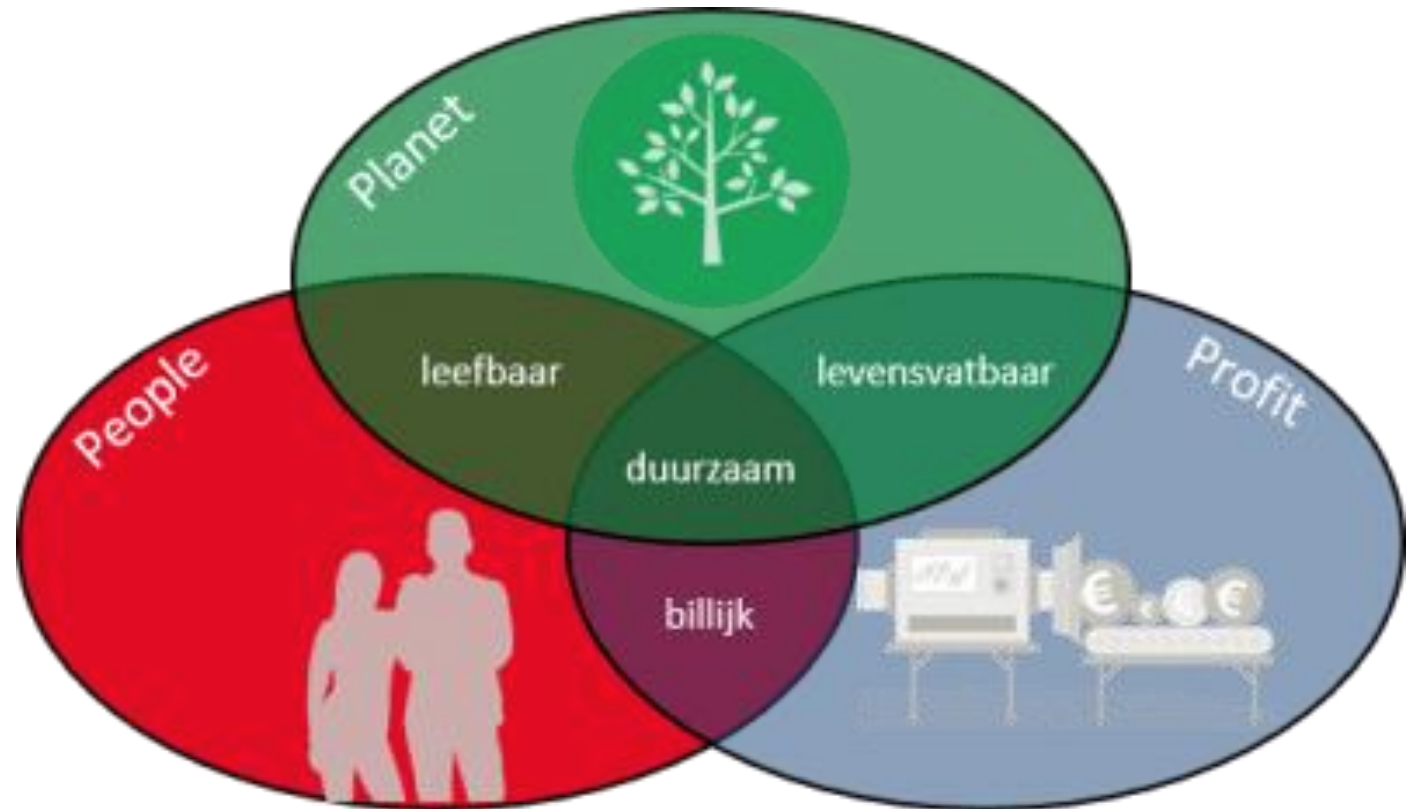 Planet
People
Profit
leefbaar
levensvatbaar
duurzaam
billijk
€
€